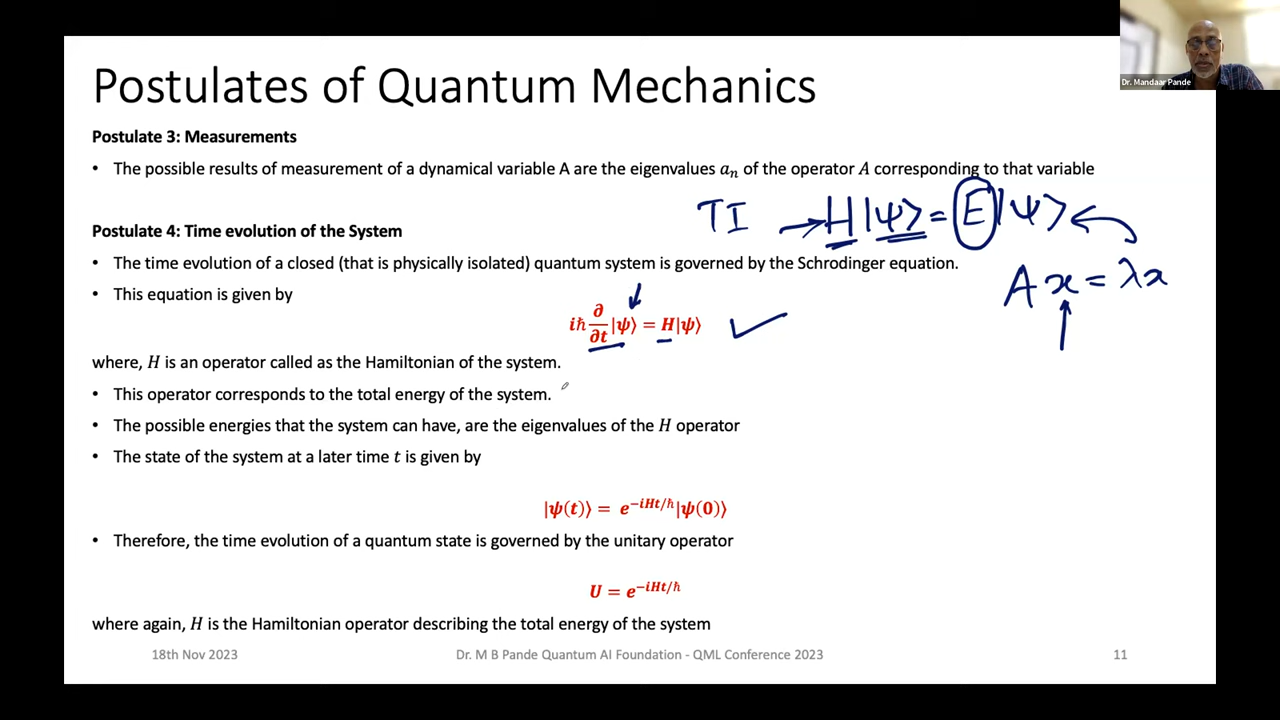 Dr. Mandaar Pande
Postulates of Quantum Mechanics
Postulate 3: Measurements
• The possible results of measurement of a dynamical variable A are the eigenvalues aₙ of the operator A corresponding to that variable
TI → H|ψ⟩ = E|ψ⟩
Postulate 4: Time evolution of the System
• The time evolution of a closed (that is physically isolated) quantum system is governed by the Schrodinger equation.
Ax = λx
• This equation is given by
iħ ∂/∂t |ψ⟩ = H|ψ⟩
where, H is an operator called as the Hamiltonian of the system.
• This operator corresponds to the total energy of the system.
• The possible energies that the system can have, are the eigenvalues of the H operator
• The state of the system at a later time t is given by
|ψ(t)⟩ = e^{-iHt/ħ}|ψ(0)⟩
• Therefore, the time evolution of a quantum state is governed by the unitary operator
U = e^{-iHt/ħ}
where again, H is the Hamiltonian operator describing the total energy of the system
18th Nov 2023 Dr. M B Pande Quantum AI Foundation - QML Conference 2023 11